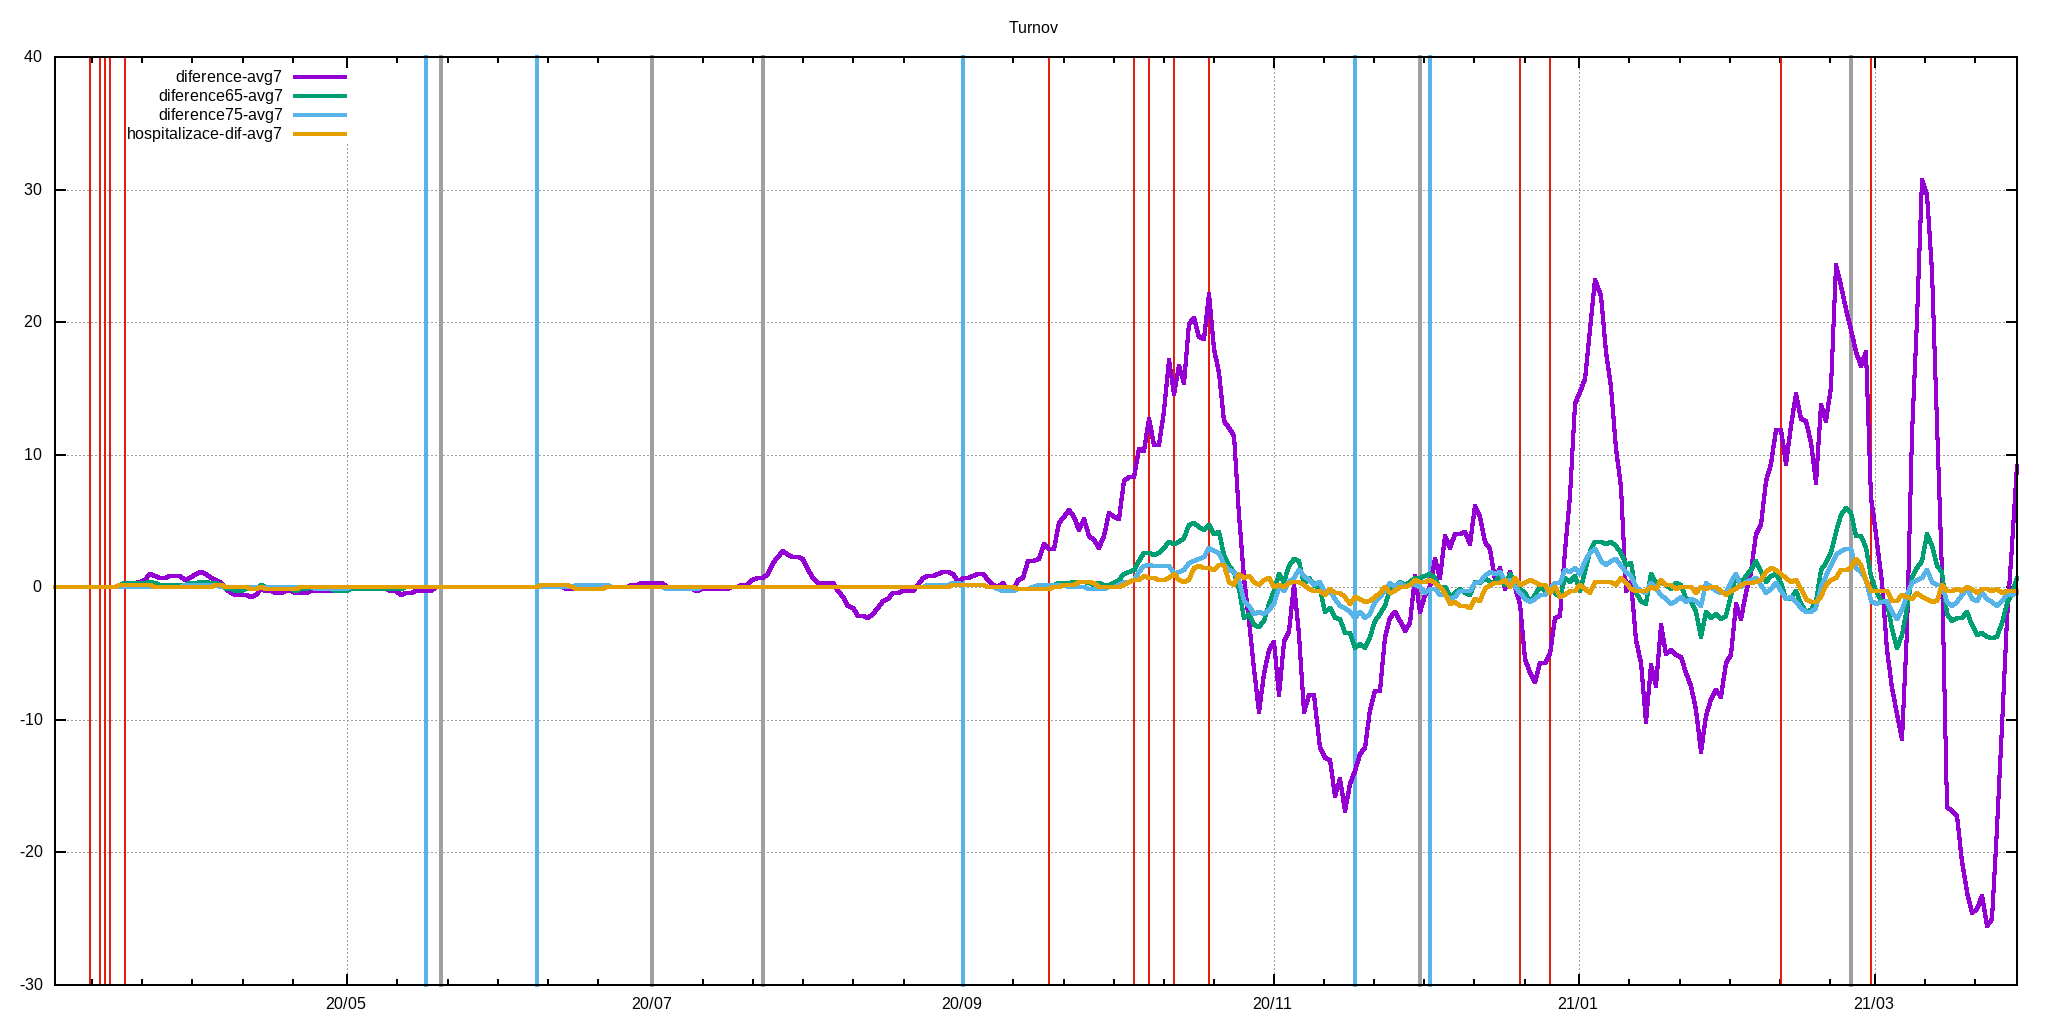 Turnov
40
diference-avg7
diference65-avg7
diference75-avg7
hospitalizace-dif-avg7
30
20
10
0
-10
-20
-30
20/05 20/07 20/09 20/11 21/01 21/03